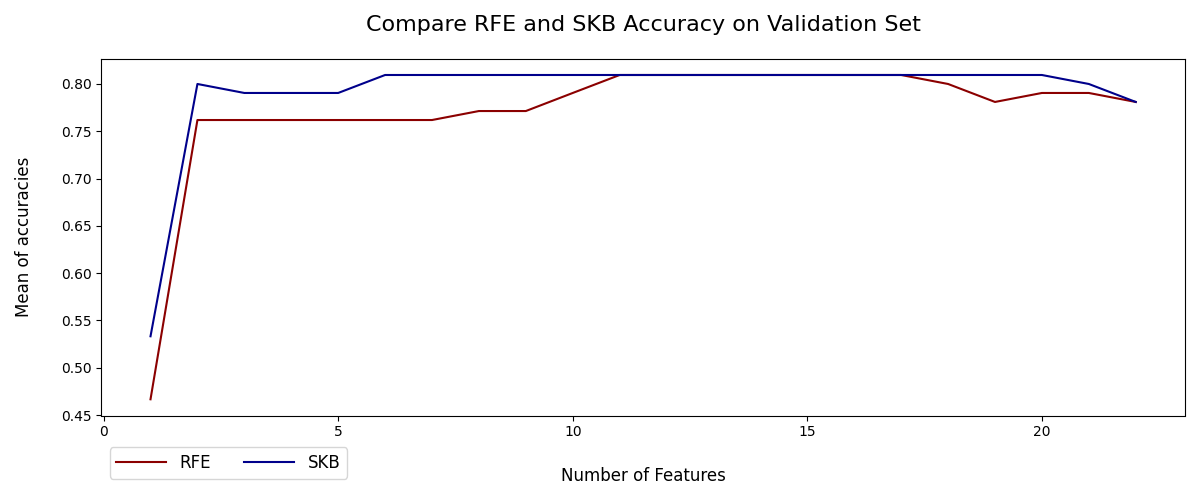 Compare RFE and SKB Accuracy on Validation Set
Mean of accuracies
0.80
0.75
0.70
0.65
0.60
0.55
0.50
0.45
0 5 10 15 20
Number of Features
RFE SKB